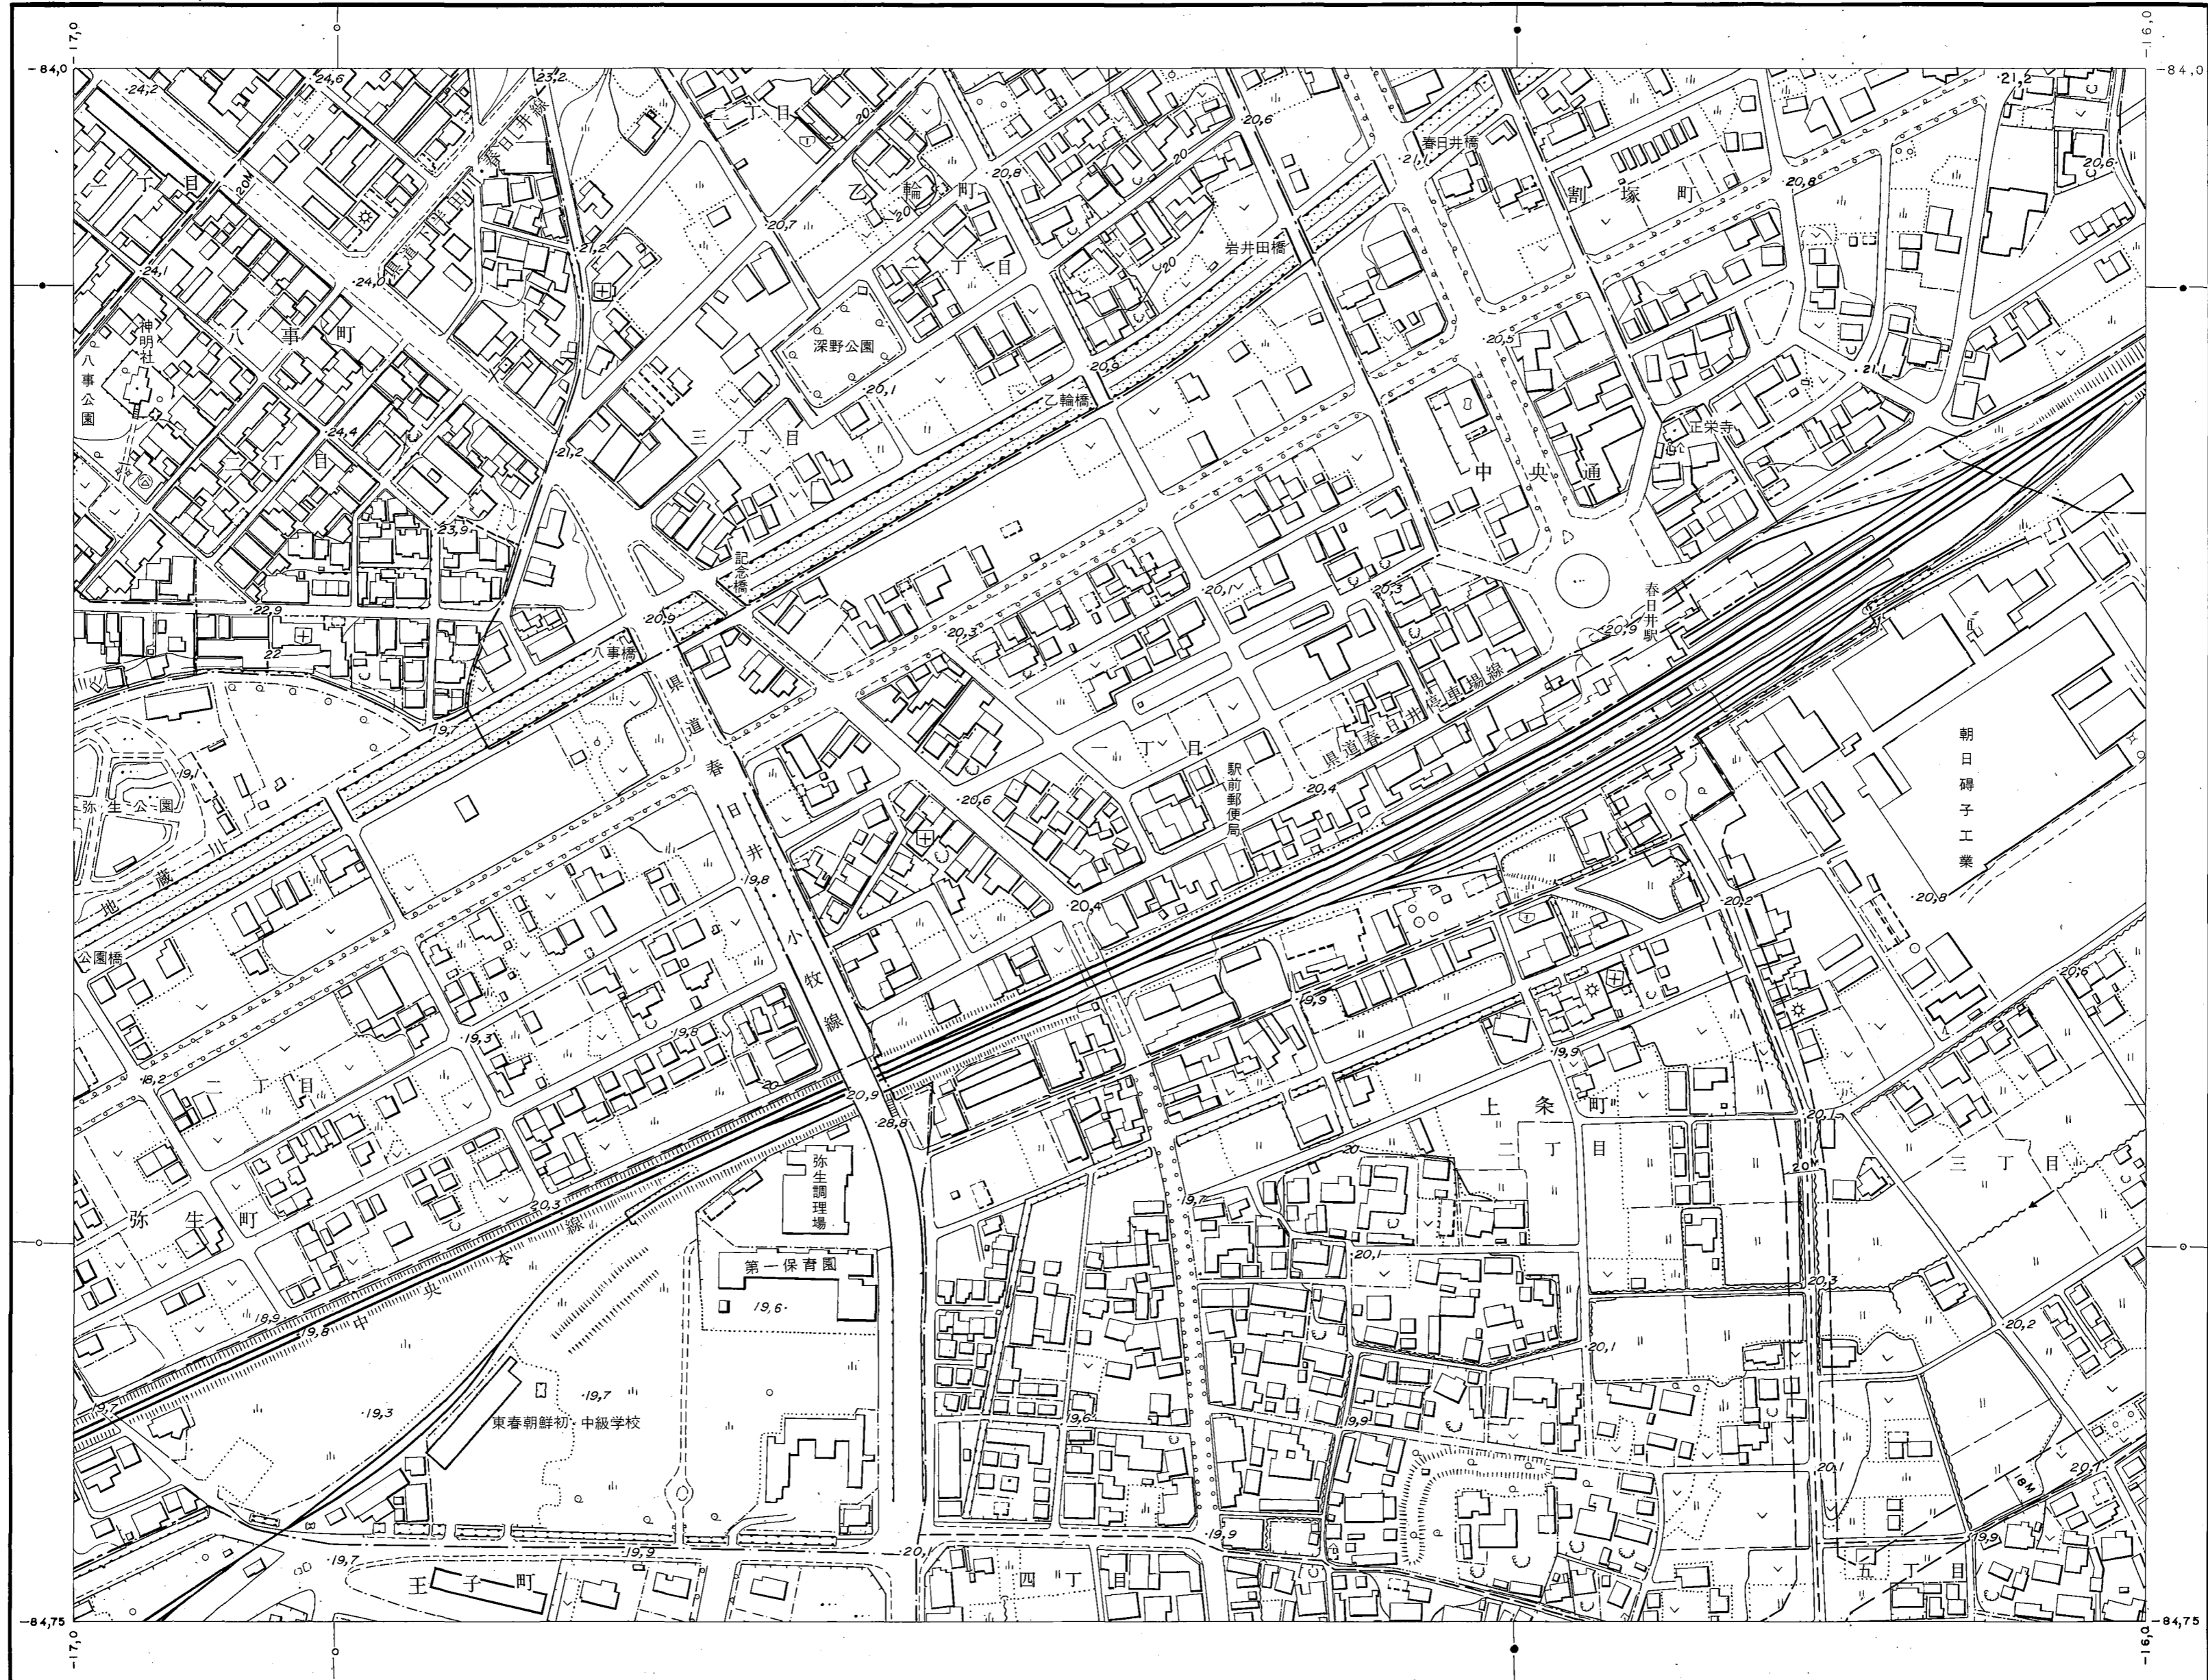 -17,0
-16,0
-84,0
-84,0
24,6
23,2
21,2
24,2
二丁目
20
20,6
春日井橋
21,1
一丁目
20M
20,8
20
20,6
乙輪町
20
割塚町
20,8
20,7
21,2
岩井田橋
24,1
24,0
一丁目
20
神明社
八事町
深野公園
20,5
八事公園
20,9
21,1
20,1
乙輪橋
24,4
三丁目
正栄寺
二丁目
21,2
中央通
23,9
記念橋
20,1
20,3
春日井駅
22,9
20,9
20,3
20,9
22
八事橋
県道春日井停車場線
19,7
一丁目
朝日碍子工業
19,1
駅前郵便局
弥生公園
20,6
20,4
県道春日井小牧線
19,8
地蔵
20,4
20,2
20,8
公園橋
20,6
19,9
19,3
19,8
19,9
18,2
二丁目
20
20,9
28,8
上条町
20,1
弥生調理場
20
二丁目
20M
三丁目
弥生町
20,3
19,7
中央本線
第一保育園
20,1
20,3
19,6
18,9
19,8
20,2
20,1
19,7
19,7
19,3
東春朝鮮初・中級学校
19,6
19,9
20,1
20,1
18M
19,7
19,9
20,1
19,9
19,9
王子町
四丁目
五丁目
-84,75
-84,75
-17,0
-16,0